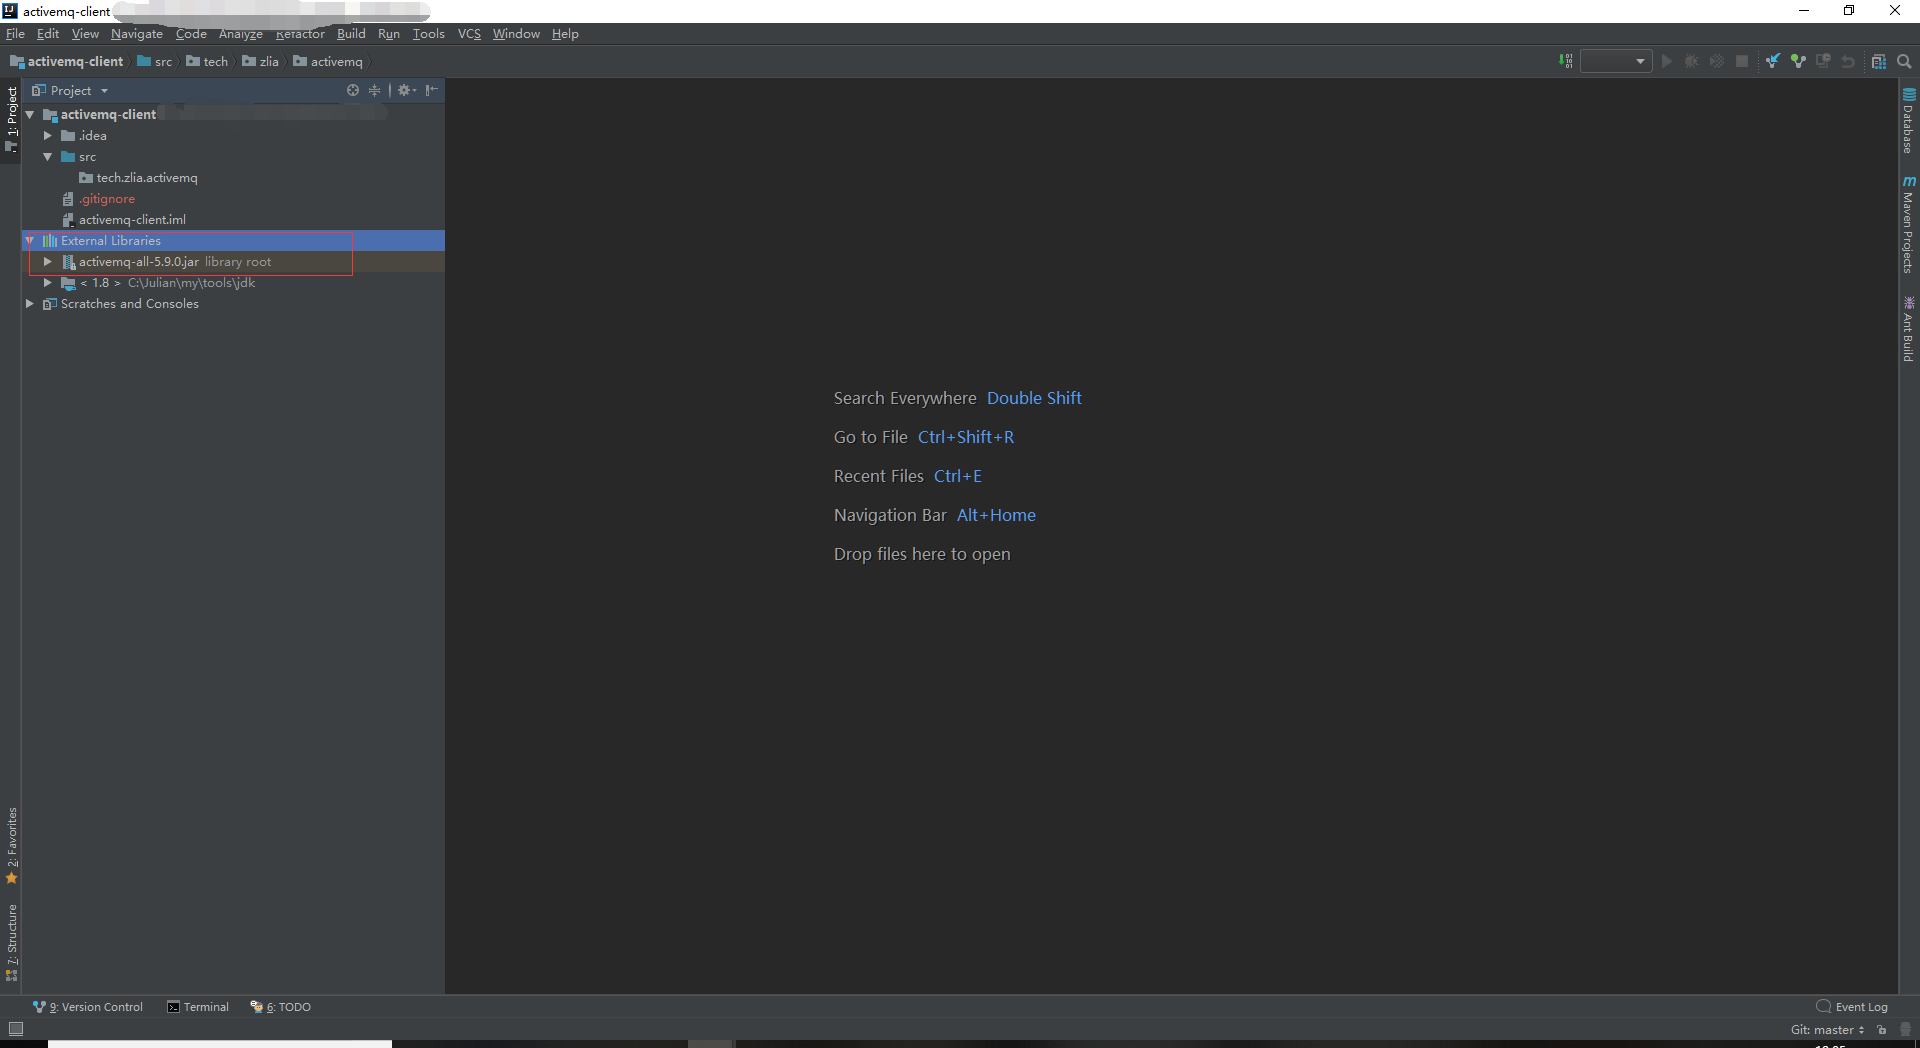 activemq-client
File Edit View Navigate Code Analyze Refactor Build Run Tools VCS Window Help
activemq-client src tech zlia activemq
Project
activemq-client
.idea
src
tech.zlia.activemq
.gitignore
activemq-client.iml
External Libraries
activemq-all-5.9.0.jar library root
< 1.8 > C:\Julian\my\tools\jdk
Scratches and Consoles
1: Project
2: Favorites
7: Structure
Search Everywhere Double Shift
Go to File Ctrl+Shift+R
Recent Files Ctrl+E
Navigation Bar Alt+Home
Drop files here to open
Database
Maven Projects
Ant Build
9: Version Control Terminal 6: TODO Event Log
Git: master